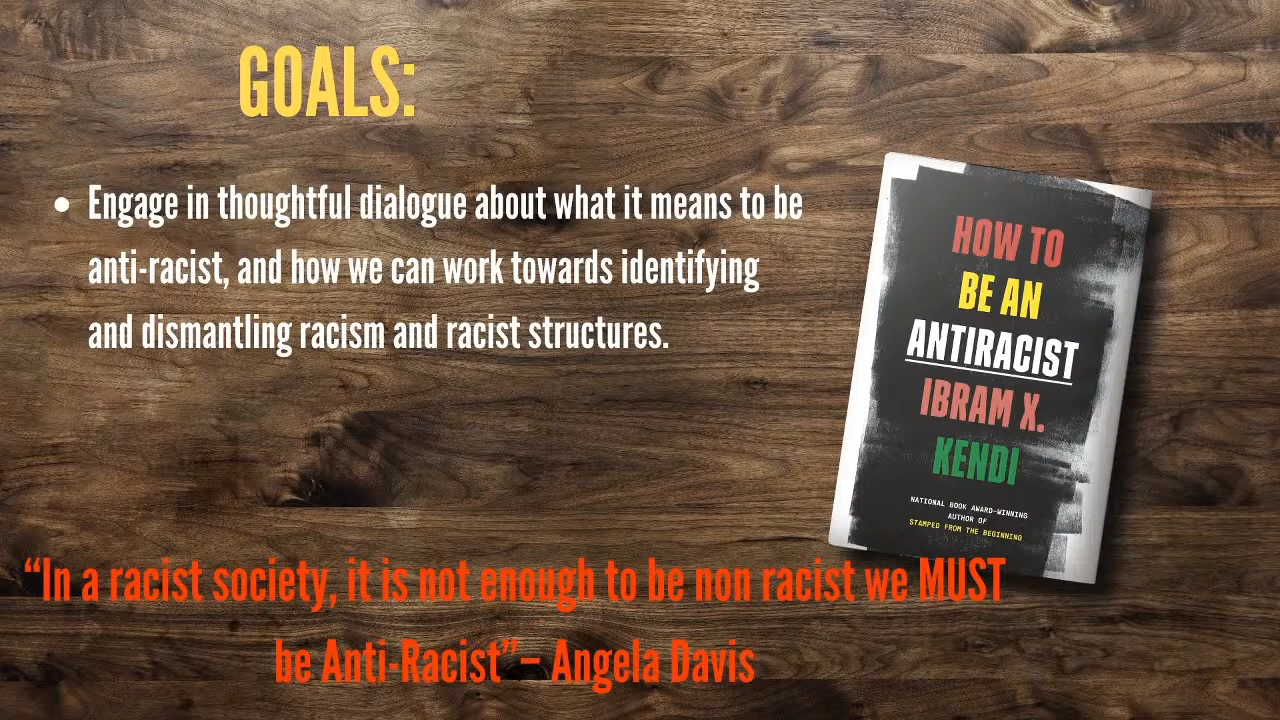 GOALS:
• Engage in thoughtful dialogue about what it means to be
anti-racist, and how we can work towards identifying
and dismantling racism and racist structures.
HOW TO
BE AN
ANTIRACIST
IBRAM X.
KENDI
NATIONAL BOOK AWARD–WINNING
AUTHOR OF
STAMPED FROM THE BEGINNING
“In a racist society, it is not enough to be non racist we MUST
be Anti-Racist”– Angela Davis